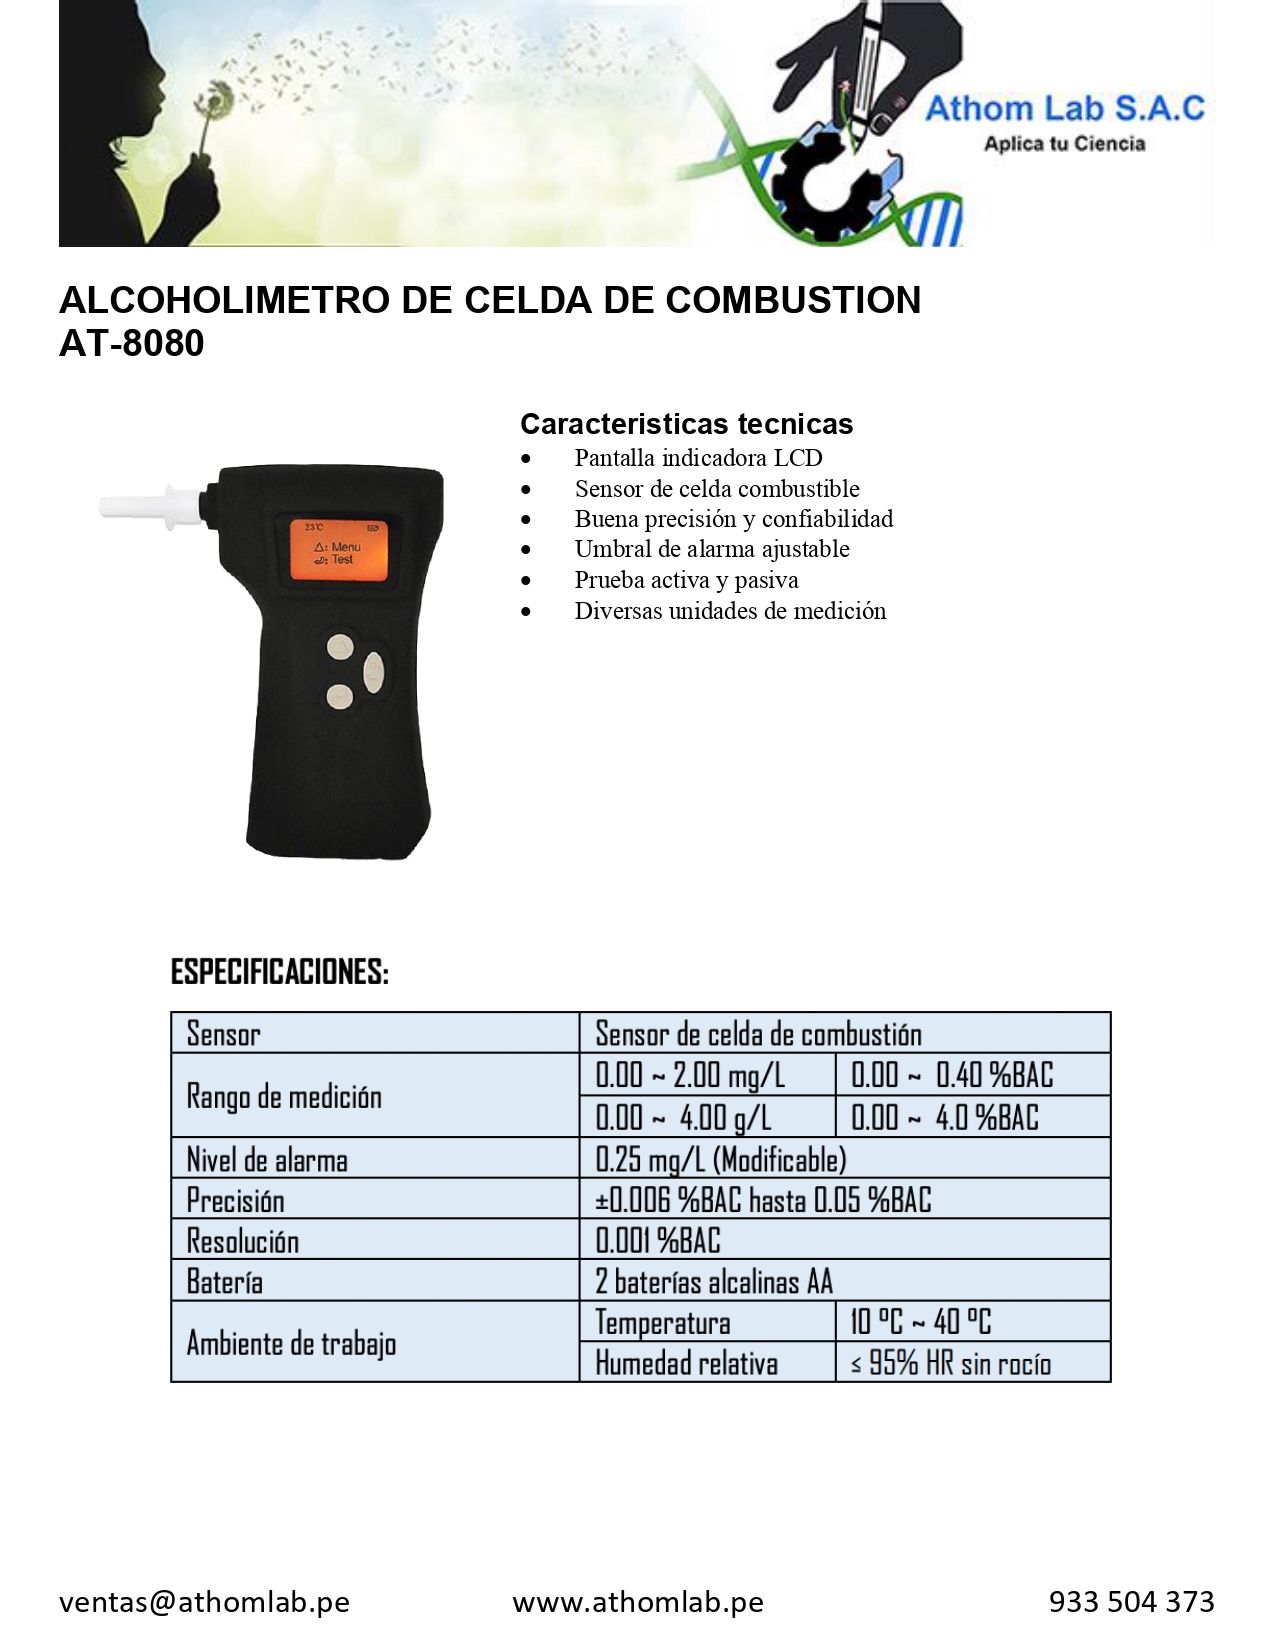 Athom Lab S.A.C
Aplica tu Ciencia
ALCOHOLIMETRO DE CELDA DE COMBUSTION
AT-8080
Caracteristicas tecnicas
• Pantalla indicadora LCD
• Sensor de celda combustible
• Buena precisión y confiabilidad
• Umbral de alarma ajustable
• Prueba activa y pasiva
• Diversas unidades de medición
23°C
△: Menu
⏎: Test
ESPECIFICACIONES:
Sensor Sensor de celda de combustión
Rango de medición 0.00 ~ 2.00 mg/L 0.00 ~ 0.40 %BAC
0.00 ~ 4.00 g/L 0.00 ~ 4.0 %BAC
Nivel de alarma 0.25 mg/L (Modificable)
Precisión ±0.006 %BAC hasta 0.05 %BAC
Resolución 0.001 %BAC
Batería 2 baterías alcalinas AA
Ambiente de trabajo Temperatura 10 ºC ~ 40 ºC
Humedad relativa ≤ 95% HR sin rocío
ventas@athomlab.pe www.athomlab.pe 933 504 373